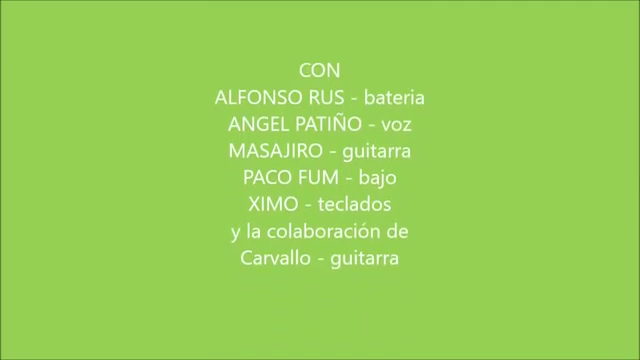 CON
ALFONSO RUS - bateria
ANGEL PATIÑO - voz
MASAJIRO - guitarra
PACO FUM - bajo
XIMO - teclados
y la colaboración de
Carvallo - guitarra